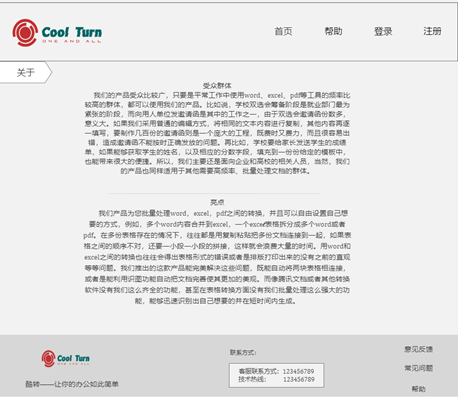 Cool Turn
ONE AND ALL
首页 帮助 登录 注册
关于
受众群体
我们的产品受众比较广，只要是平常工作中使用word、excel、pdf等工具的频率比
较高的群体，都可以使用我们的产品。比如说，学校双选会筹备阶段是就业部门最为
紧张的阶段，而向用人单位发邀请函是其中的工作之一，由于双选会邀请函份数多，
意义大。如果我们采用普通的编辑方式，将相同的文本内容进行复制，其他内容再逐
一填写，要制作几百份的邀请函则是一个庞大的工程，既费时又费力，而且很容易出
错，造成邀请函不能按时正确发放的问题。再比如，学校要给家长发送学生的成绩
单，如果能够获取学生的姓名，以及相应的分数字段，填充到一份份给定的模板中，
也能带来很大的便捷。所以，我们主要还是面向企业和高校的相关人员，当然，我们
的产品也同样适用于其他需要高频率、批量处理文档的群体。
亮点
我们产品为您批量处理word，excel，pdf之间的转换，并且可以自由设置自己想
要的方式，例如，多个word内容合并到excel，一个excel表格拆分成多个word或者
pdf。在多份表格存在的情况下，往往都是用复制粘贴把多份文档连接到一起，如果表
格之间的顺序不对，还要一小段一小段的拼接，这样就会浪费大量的时间。用word和
excel之间的转换也往往会得出表格形式的错误或者是排版打印出来的没有之前的直观
等等问题。我们推出的这款产品能完美解决这些问题，既能自动将两块表格相连接，
或者是能利用识图功能自动把文档完善使其更加的美观。而像腾讯文档或者其他转换
软件没有我们这么齐全的功能，甚至在表格转换方面没有我们批量处理这么强大的功
能，能够迅速识别出自己想要的并在短时间内生成。
Cool Turn
ONE AND ALL
酷转——让你的办公如此简单
联系方式：
客服联系方式：123456789
技术热线： 123456789
意见反馈
常见问题
帮助